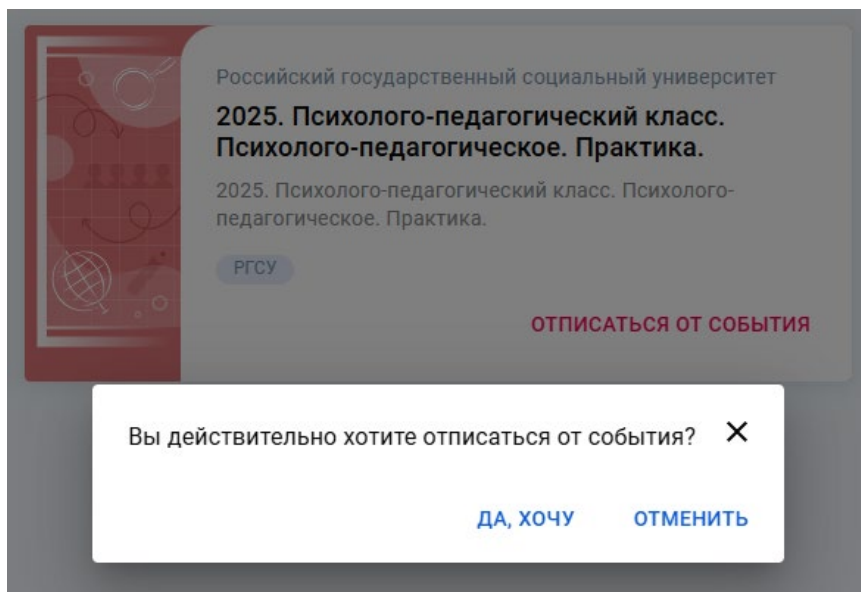 Российский государственный социальный университет
2025. Психолого-педагогический класс.
Психолого-педагогическое. Практика.
2025. Психолого-педагогический класс. Психолого-
педагогическое. Практика.
РГСУ
ОТПИСАТЬСЯ ОТ СОБЫТИЯ
Вы действительно хотите отписаться от события?
ДА, ХОЧУ ОТМЕНИТЬ